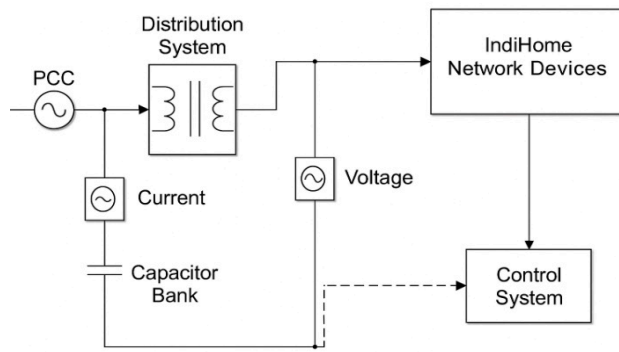 Distribution
System
PCC
IndiHome
Network Devices
Current
Voltage
Capacitor
Bank
Control
System